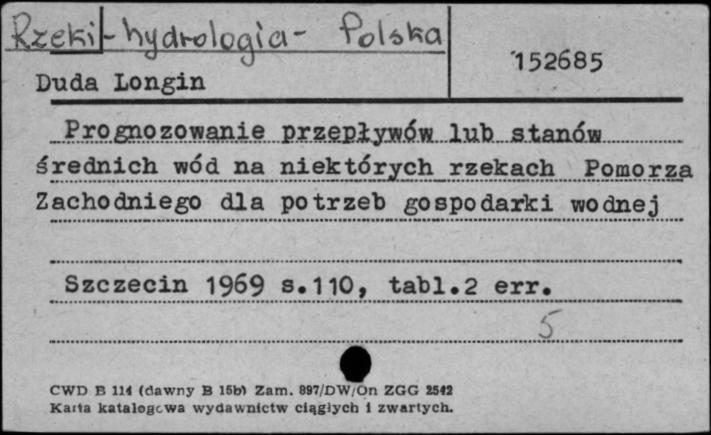 Rzeki - hydrologia - Polska
152685
Duda Longin
Prognozowanie przepływów lub stanów
średnich wód na niektórych rzekach Pomorza
Zachodniego dla potrzeb gospodarki wodnej
Szczecin 1969 s.110, tabl.2 err.
5
CWD B 114 (dawny B 15b) Zam. 897/DW/On ZGG 2542
Karta katalogowa wydawnictw ciągłych i zwartych.